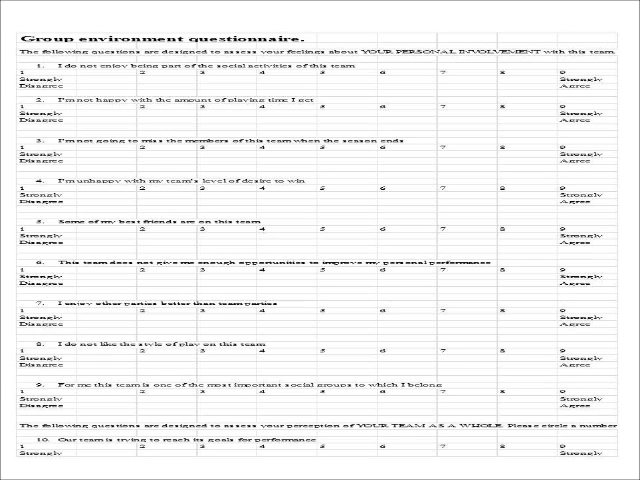 Group environment questionnaire.
The following questions are designed to assess your feelings about YOUR PERSONAL INVOLVEMENT with this team.
1. I do not enjoy being part of the social activities of this team
1 2 3 4 5 6 7 8 9
Strongly Strongly
Disagree Agree
2. I'm not happy with the amount of playing time I get
1 2 3 4 5 6 7 8 9
Strongly Strongly
Disagree Agree
3. I'm not going to miss the members of this team when the season ends
1 2 3 4 5 6 7 8 9
Strongly Strongly
Disagree Agree
4. I'm unhappy with my team's level of desire to win
1 2 3 4 5 6 7 8 9
Strongly Strongly
Disagree Agree
5. Some of my best friends are on this team
1 2 3 4 5 6 7 8 9
Strongly Strongly
Disagree Agree
6. This team does not give me enough opportunities to improve my personal performance
1 2 3 4 5 6 7 8 9
Strongly Strongly
Disagree Agree
7. I enjoy other parties better than team parties
1 2 3 4 5 6 7 8 9
Strongly Strongly
Disagree Agree
8. I do not like the style of play on this team
1 2 3 4 5 6 7 8 9
Strongly Strongly
Disagree Agree
9. For me this team is one of the most important social groups to which I belong
1 2 3 4 5 6 7 8 9
Strongly Strongly
Disagree Agree
The following questions are designed to assess your perception of YOUR TEAM AS A WHOLE. Please circle a number
10. Our team is trying to reach its goals for performance
1 2 3 4 5 6 7 8 9
Strongly Strongly